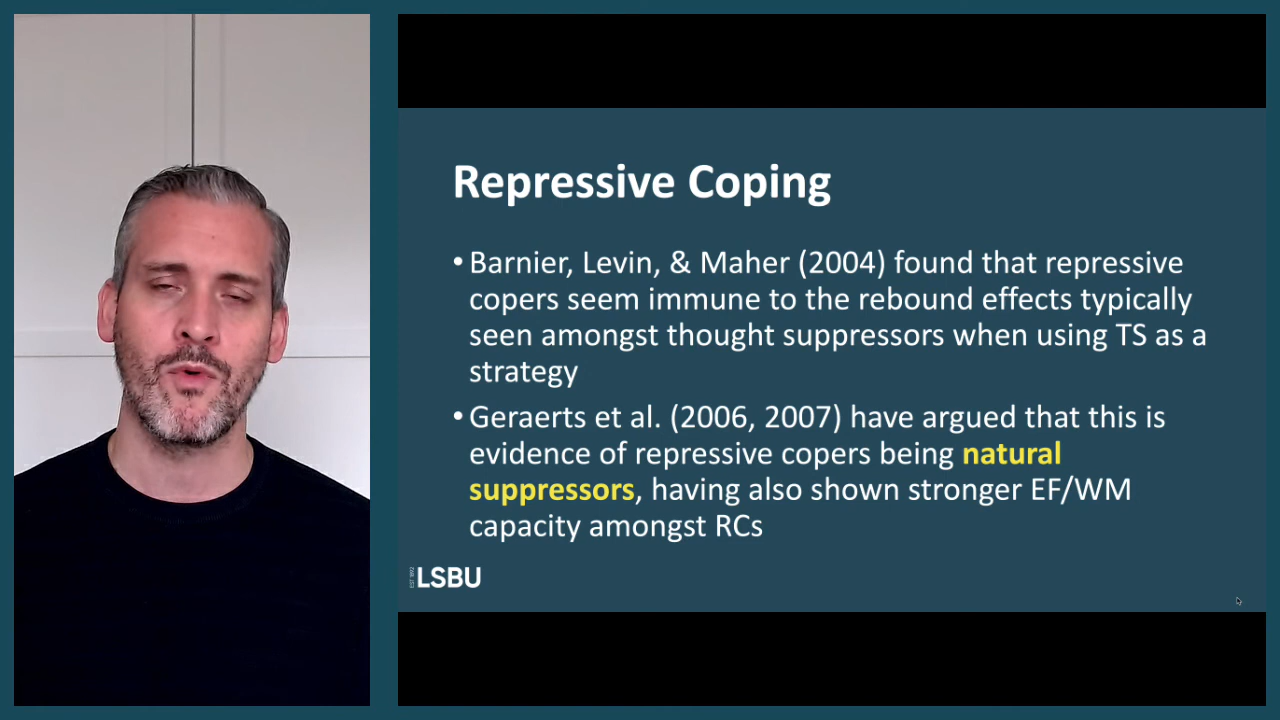 Repressive Coping
• Barnier, Levin, & Maher (2004) found that repressive
copers seem immune to the rebound effects typically
seen amongst thought suppressors when using TS as a
strategy
• Geraerts et al. (2006, 2007) have argued that this is
evidence of repressive copers being natural
suppressors, having also shown stronger EF/WM
capacity amongst RCs
EST 1892
LSBU